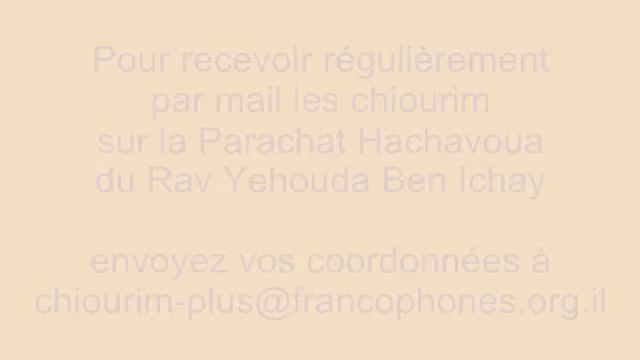 Pour recevoir régulièrement
par mail les chiourim
sur la Parachat Hachavoua
du Rav Yehouda Ben Ichay
envoyez vos coordonnées à
chiourim-plus@francophones.org.il